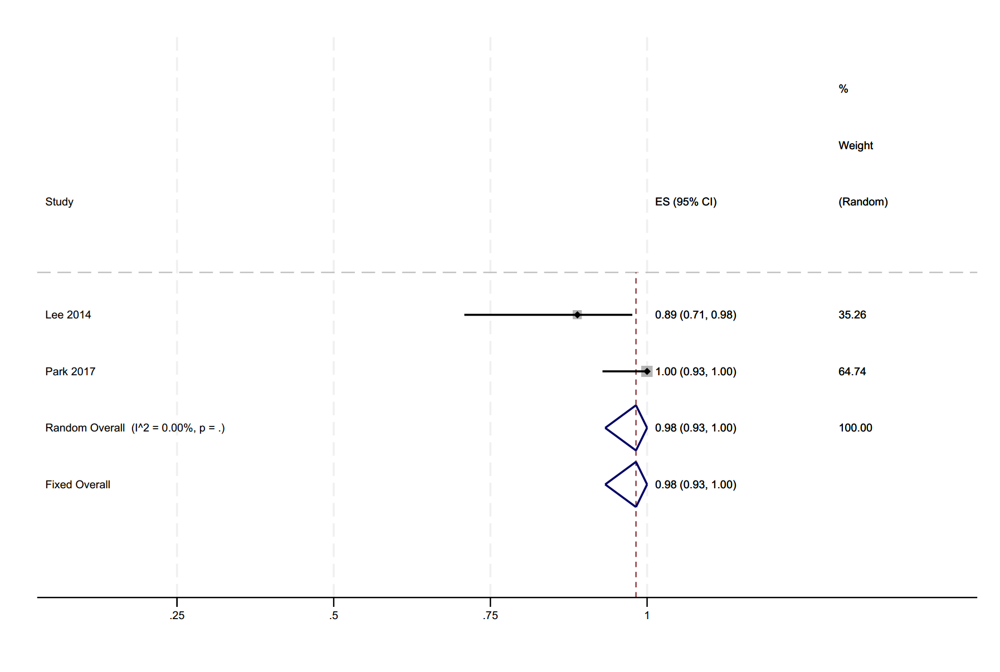 %
Weight
Study ES (95% CI) (Random)
Lee 2014 0.89 (0.71, 0.98) 35.26
Park 2017 1.00 (0.93, 1.00) 64.74
Random Overall (I^2 = 0.00%, p = .) 0.98 (0.93, 1.00) 100.00
Fixed Overall 0.98 (0.93, 1.00)
.25 .5 .75 1